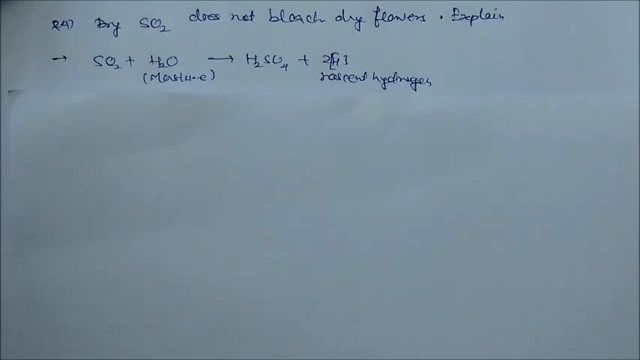 Q4) Dry SO2 does not bleach dry flowers. Explain
→ SO2 + H2O ⟶ H2SO4 + 2[H]
(Moisture) nascent hydrogen